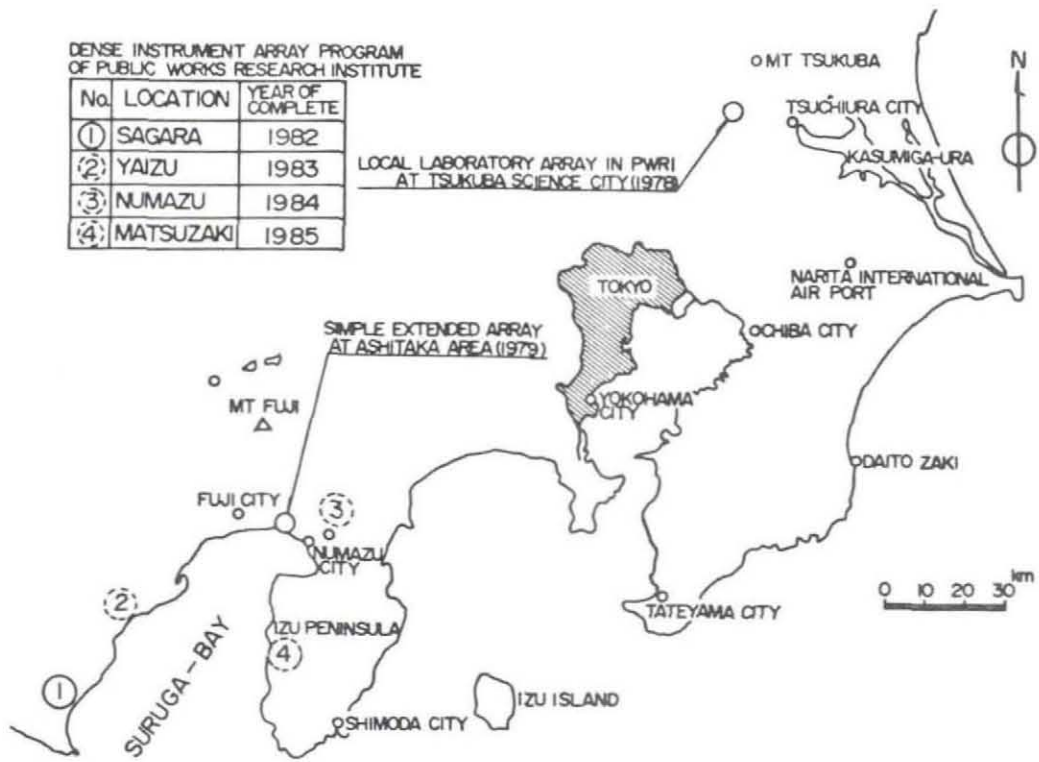 DENSE INSTRUMENT ARRAY PROGRAM
OF PUBLIC WORKS RESEARCH INSTITUTE
No. LOCATION YEAR OF COMPLETE
① SAGARA 1982
② YAIZU 1983
③ NUMAZU 1984
④ MATSUZAKI 1985
MT TSUKUBA
N
TSUCHIURA CITY
KASUMIGA-URA
LOCAL LABORATORY ARRAY IN PWRI
AT TSUKUBA SCIENCE CITY (1978)
NARITA INTERNATIONAL
AIR PORT
TOKYO
CHIBA CITY
SIMPLE EXTENDED ARRAY
AT ASHITAKA AREA (1979)
YOKOHAMA
CITY
MT FUJI
DAITO ZAKI
FUJI CITY
③
NUMAZU
CITY
km
0 10 20 30
②
TATEYAMA CITY
IZU PENINSULA
④
①
SURUGA-BAY
IZU ISLAND
SHIMODA CITY